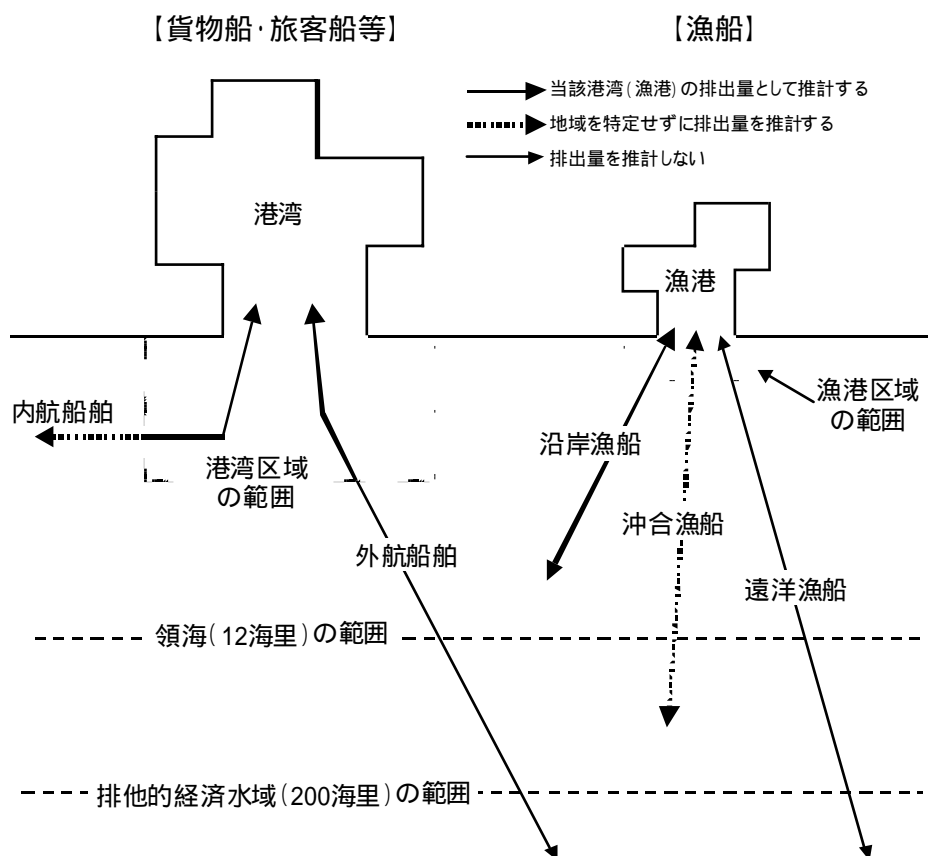 【貨物船・旅客船等】
【漁船】
当該港湾(漁港)の排出量として推計する
地域を特定せずに排出量を推計する
排出量を推計しない
港湾
漁港
内航船舶
港湾区域
の範囲
外航船舶
沿岸漁船
沖合漁船
遠洋漁船
漁港区域
の範囲
領海(12海里)の範囲
排他的経済水域(200海里)の範囲